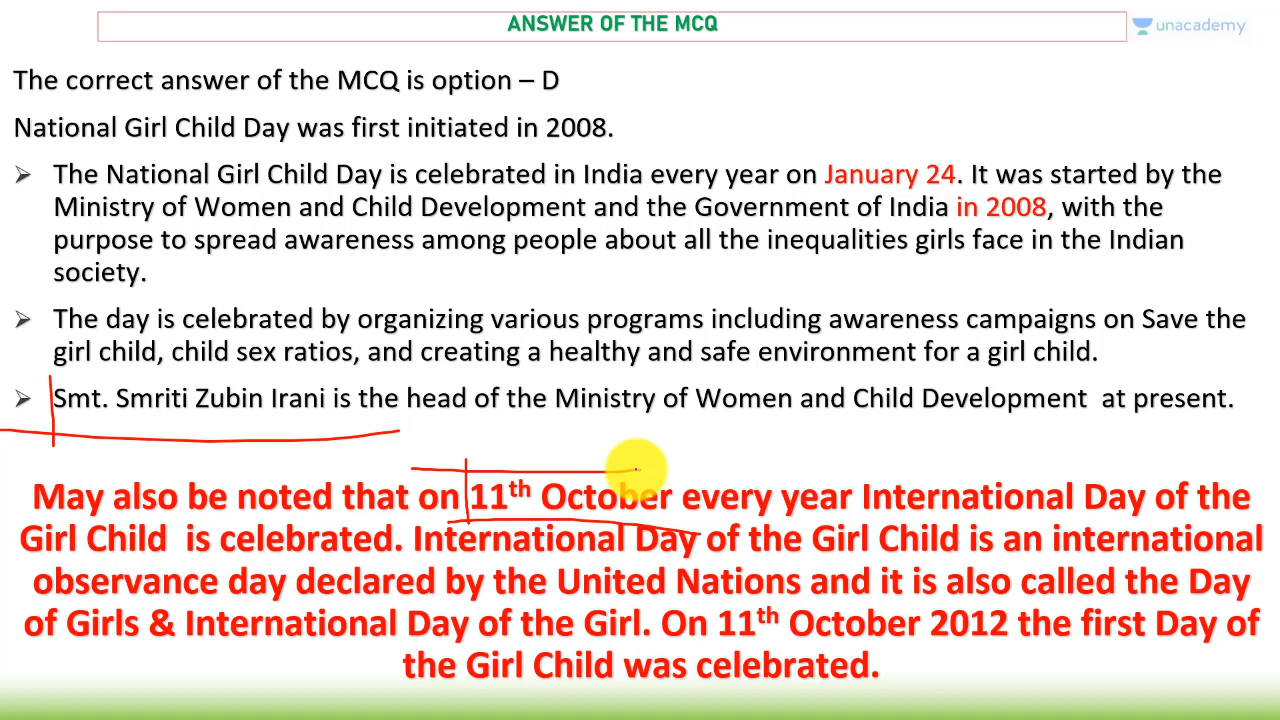 ANSWER OF THE MCQ
unacademy
The correct answer of the MCQ is option – D
National Girl Child Day was first initiated in 2008.
➢ The National Girl Child Day is celebrated in India every year on January 24. It was started by the
Ministry of Women and Child Development and the Government of India in 2008, with the
purpose to spread awareness among people about all the inequalities girls face in the Indian
society.
➢ The day is celebrated by organizing various programs including awareness campaigns on Save the
girl child, child sex ratios, and creating a healthy and safe environment for a girl child.
➢ Smt. Smriti Zubin Irani is the head of the Ministry of Women and Child Development at present.
May also be noted that on 11th October every year International Day of the
Girl Child is celebrated. International Day of the Girl Child is an international
observance day declared by the United Nations and it is also called the Day
of Girls & International Day of the Girl. On 11th October 2012 the first Day of
the Girl Child was celebrated.